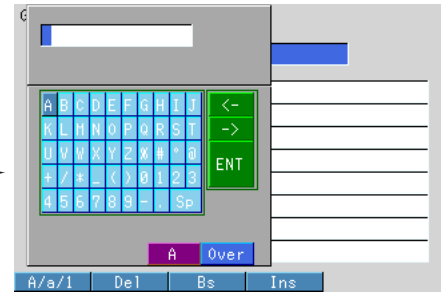 G
A B C D E F G H I J <-
K L M N O P Q R S T ->
U V W X Y Z % # ° @ ENT
+ / * _ ( ) 0 1 2 3
4 5 6 7 8 9 - . Sp
A Over
A/a/1 Del Bs Ins